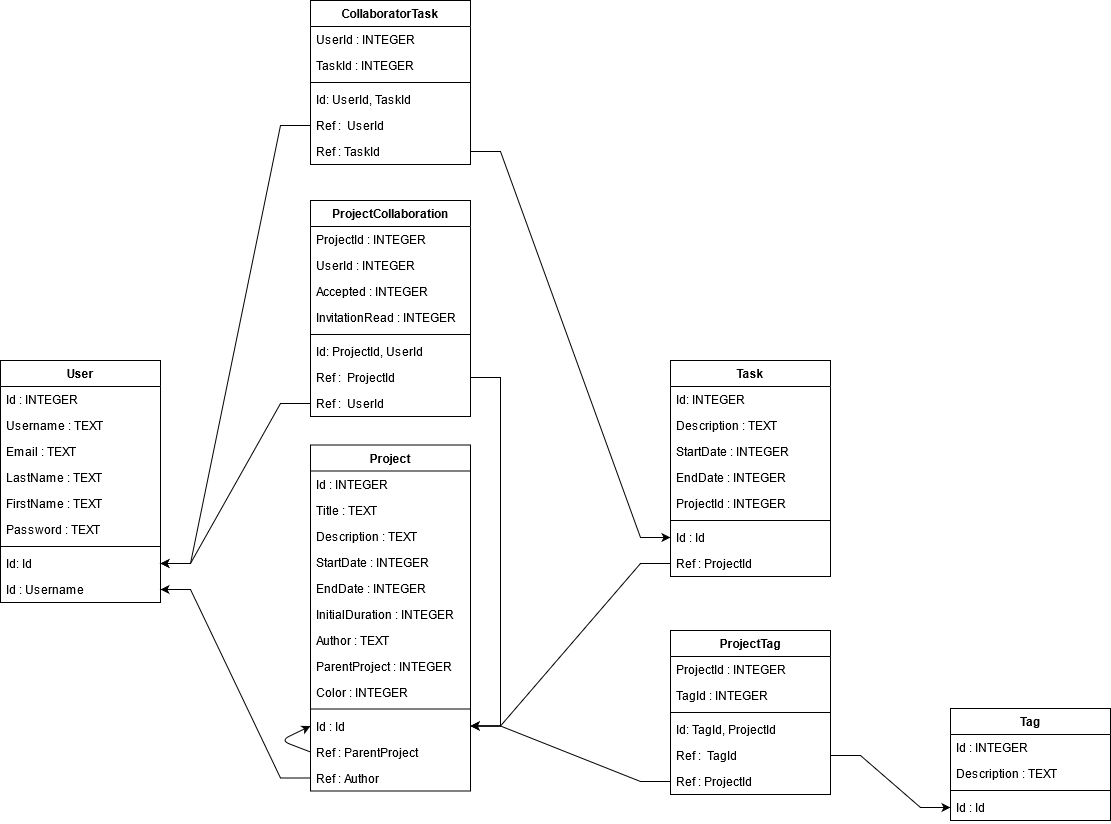 CollaboratorTask
UserId : INTEGER
TaskId : INTEGER
Id: UserId, TaskId
Ref :  UserId
Ref : TaskId
ProjectCollaboration
ProjectId : INTEGER
UserId : INTEGER
Accepted : INTEGER
InvitationRead : INTEGER
Id: ProjectId, UserId
Ref :  ProjectId
Ref :  UserId
User
Id : INTEGER
Username : TEXT
Email : TEXT
LastName : TEXT
FirstName : TEXT
Password : TEXT
Id: Id
Id : Username
Project
Id : INTEGER
Title : TEXT
Description : TEXT
StartDate : INTEGER
EndDate : INTEGER
InitialDuration : INTEGER
Author : TEXT
ParentProject : INTEGER
Color : INTEGER
Id : Id
Ref : ParentProject
Ref : Author
Task
Id: INTEGER
Description : TEXT
StartDate : INTEGER
EndDate : INTEGER
ProjectId : INTEGER
Id : Id
Ref : ProjectId
ProjectTag
ProjectId : INTEGER
TagId : INTEGER
Id: TagId, ProjectId
Ref :  TagId
Ref : ProjectId
Tag
Id : INTEGER
Description : TEXT
Id : Id